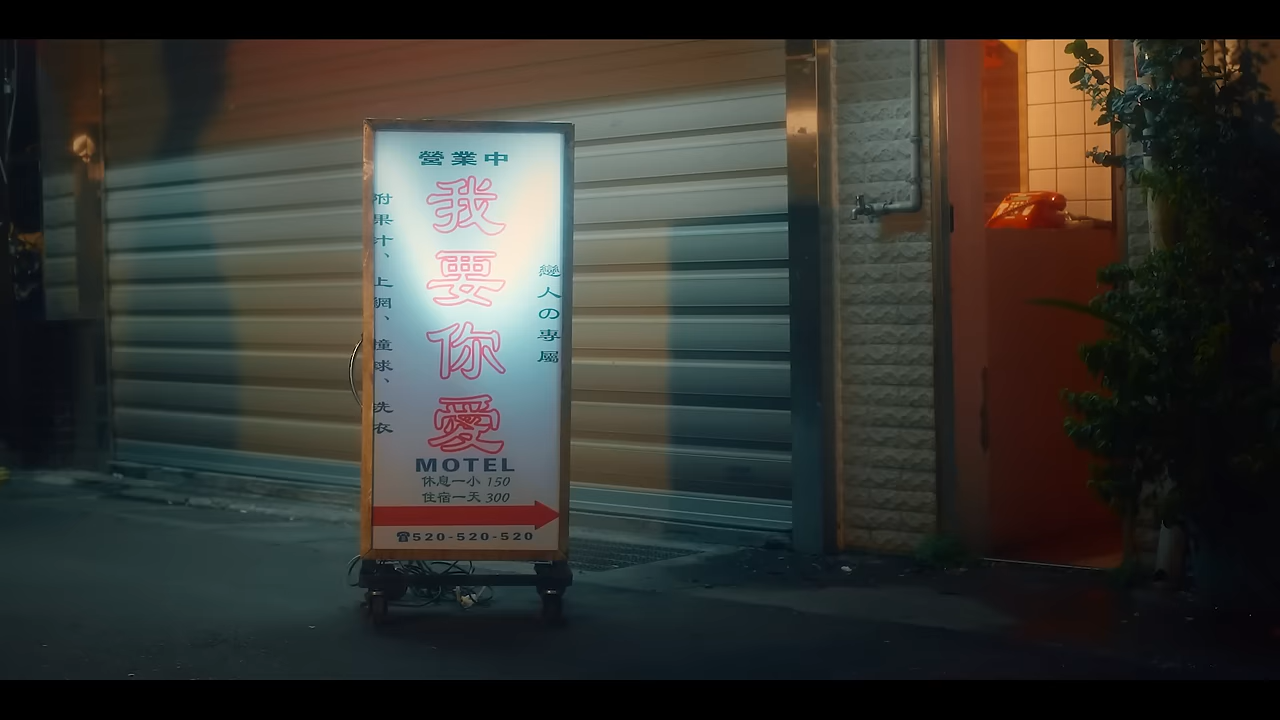 營業中
我要你愛
MOTEL
休息一小 150
住宿一天 300
☎520-520-520
戀人の專屬
附果汁、上網、撞球、洗衣